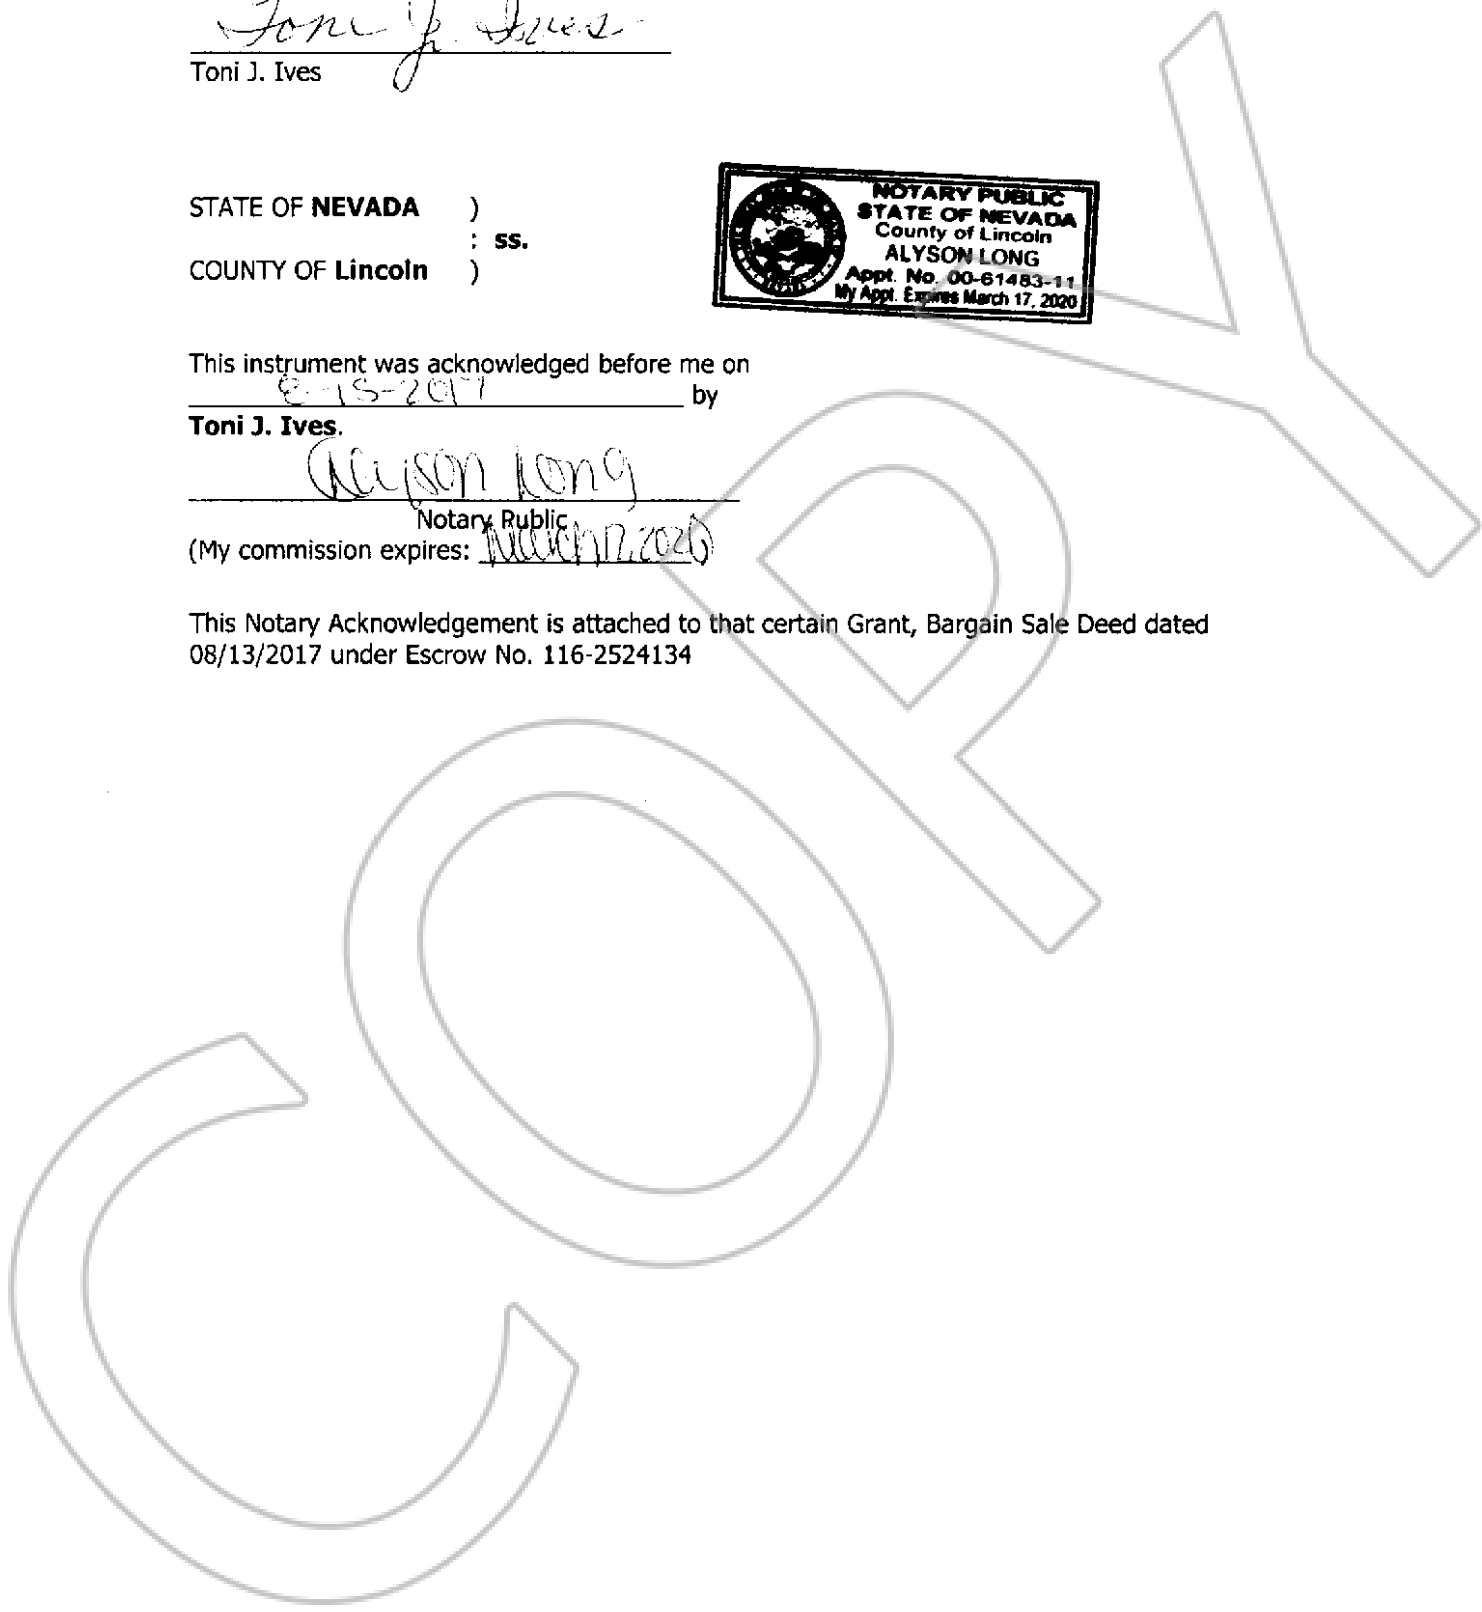 Toni J. Ives
Toni J. Ives
STATE OF NEVADA )
: ss.
COUNTY OF Lincoln )
NOTARY PUBLIC
STATE OF NEVADA
County of Lincoln
ALYSON LONG
Appt. No. 00-61483-11
My Appt. Expires March 17, 2020
This instrument was acknowledged before me on
8-15-2017 by
Toni J. Ives.
Alyson Long
Notary Public
(My commission expires: March 17, 2020)
This Notary Acknowledgement is attached to that certain Grant, Bargain Sale Deed dated
08/13/2017 under Escrow No. 116-2524134
COPY